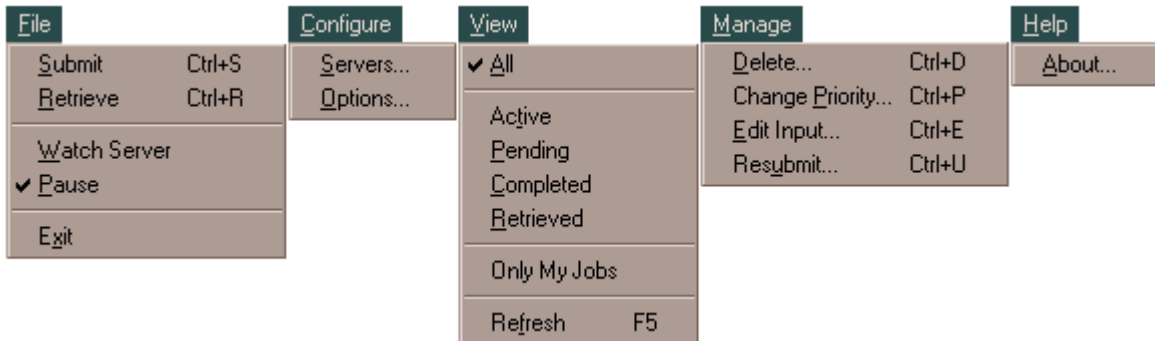 File
Submit Ctrl+S
Retrieve Ctrl+R
Watch Server
Pause
Exit
Configure
Servers...
Options...
View
All
Active
Pending
Completed
Retrieved
Only My Jobs
Refresh F5
Manage
Delete... Ctrl+D
Change Priority... Ctrl+P
Edit Input... Ctrl+E
Resubmit... Ctrl+U
Help
About...